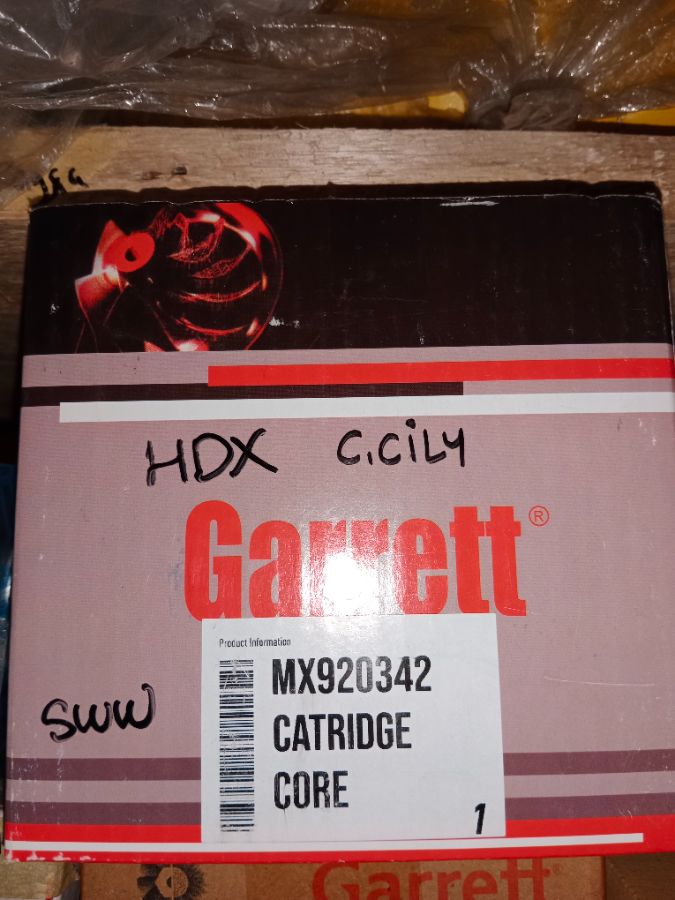 HDX C.CiLY
Garrett®
Product Information
MX920342
CATRIDGE
CORE
1
SWW
Garrett